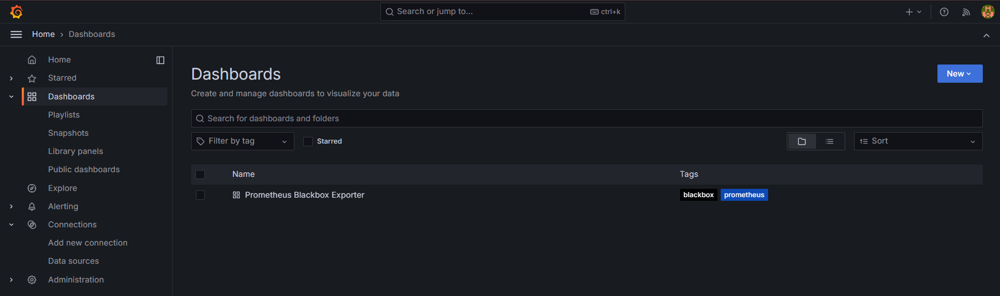 Search or jump to...
ctrl+k
Home
Dashboards
Home
Starred
Dashboards
Playlists
Snapshots
Library panels
Public dashboards
Explore
Alerting
Connections
Add new connection
Data sources
Administration
Dashboards
New
Create and manage dashboards to visualize your data
Search for dashboards and folders
Filter by tag
Starred
Sort
Name
Tags
Prometheus Blackbox Exporter
blackbox
prometheus